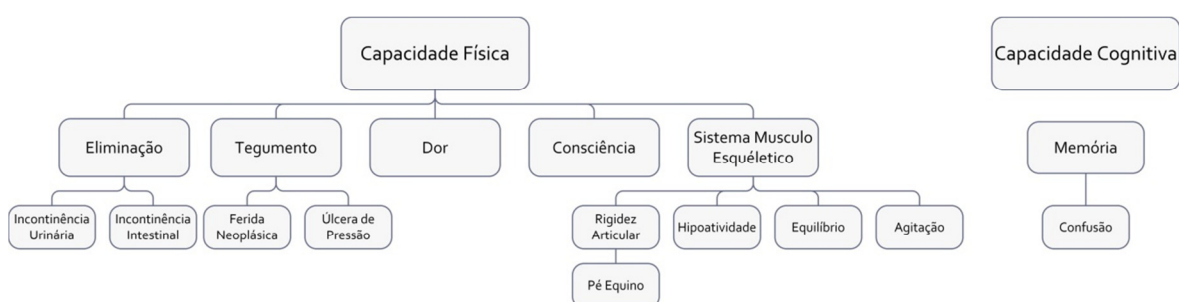 Capacidade Física
Capacidade Cognitiva
Eliminação
Tegumento
Dor
Consciência
Sistema Musculo
Esquéletico
Memória
Incontinência
Urinária
Incontinência
Intestinal
Ferida
Neoplásica
Úlcera de
Pressão
Rigidez
Articular
Hipoatividade
Equilíbrio
Agitação
Confusão
Pé Equino